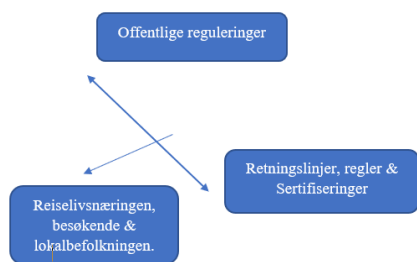 Offentlige reguleringer
Retningslinjer, regler &
Sertifiseringer
Reiselivsnæringen,
besøkende &
lokalbefolkningen.